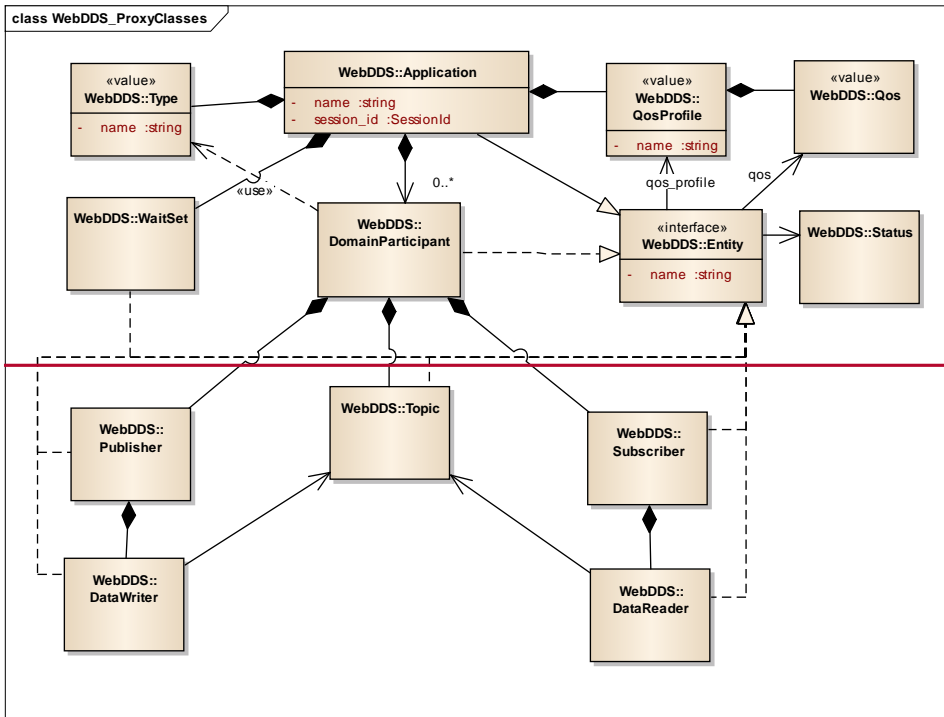 class WebDDS_ProxyClasses
«value»
WebDDS::Type
- name :string
WebDDS::Application
- name :string
- session_id :SessionId
«value»
WebDDS::
QosProfile
- name :string
«value»
WebDDS::Qos
«use»
0..*
qos_profile
qos
WebDDS::WaitSet
WebDDS::
DomainParticipant
«interface»
WebDDS::Entity
- name :string
WebDDS::Status
WebDDS::
Publisher
WebDDS::Topic
WebDDS::
Subscriber
WebDDS::
DataWriter
WebDDS::
DataReader